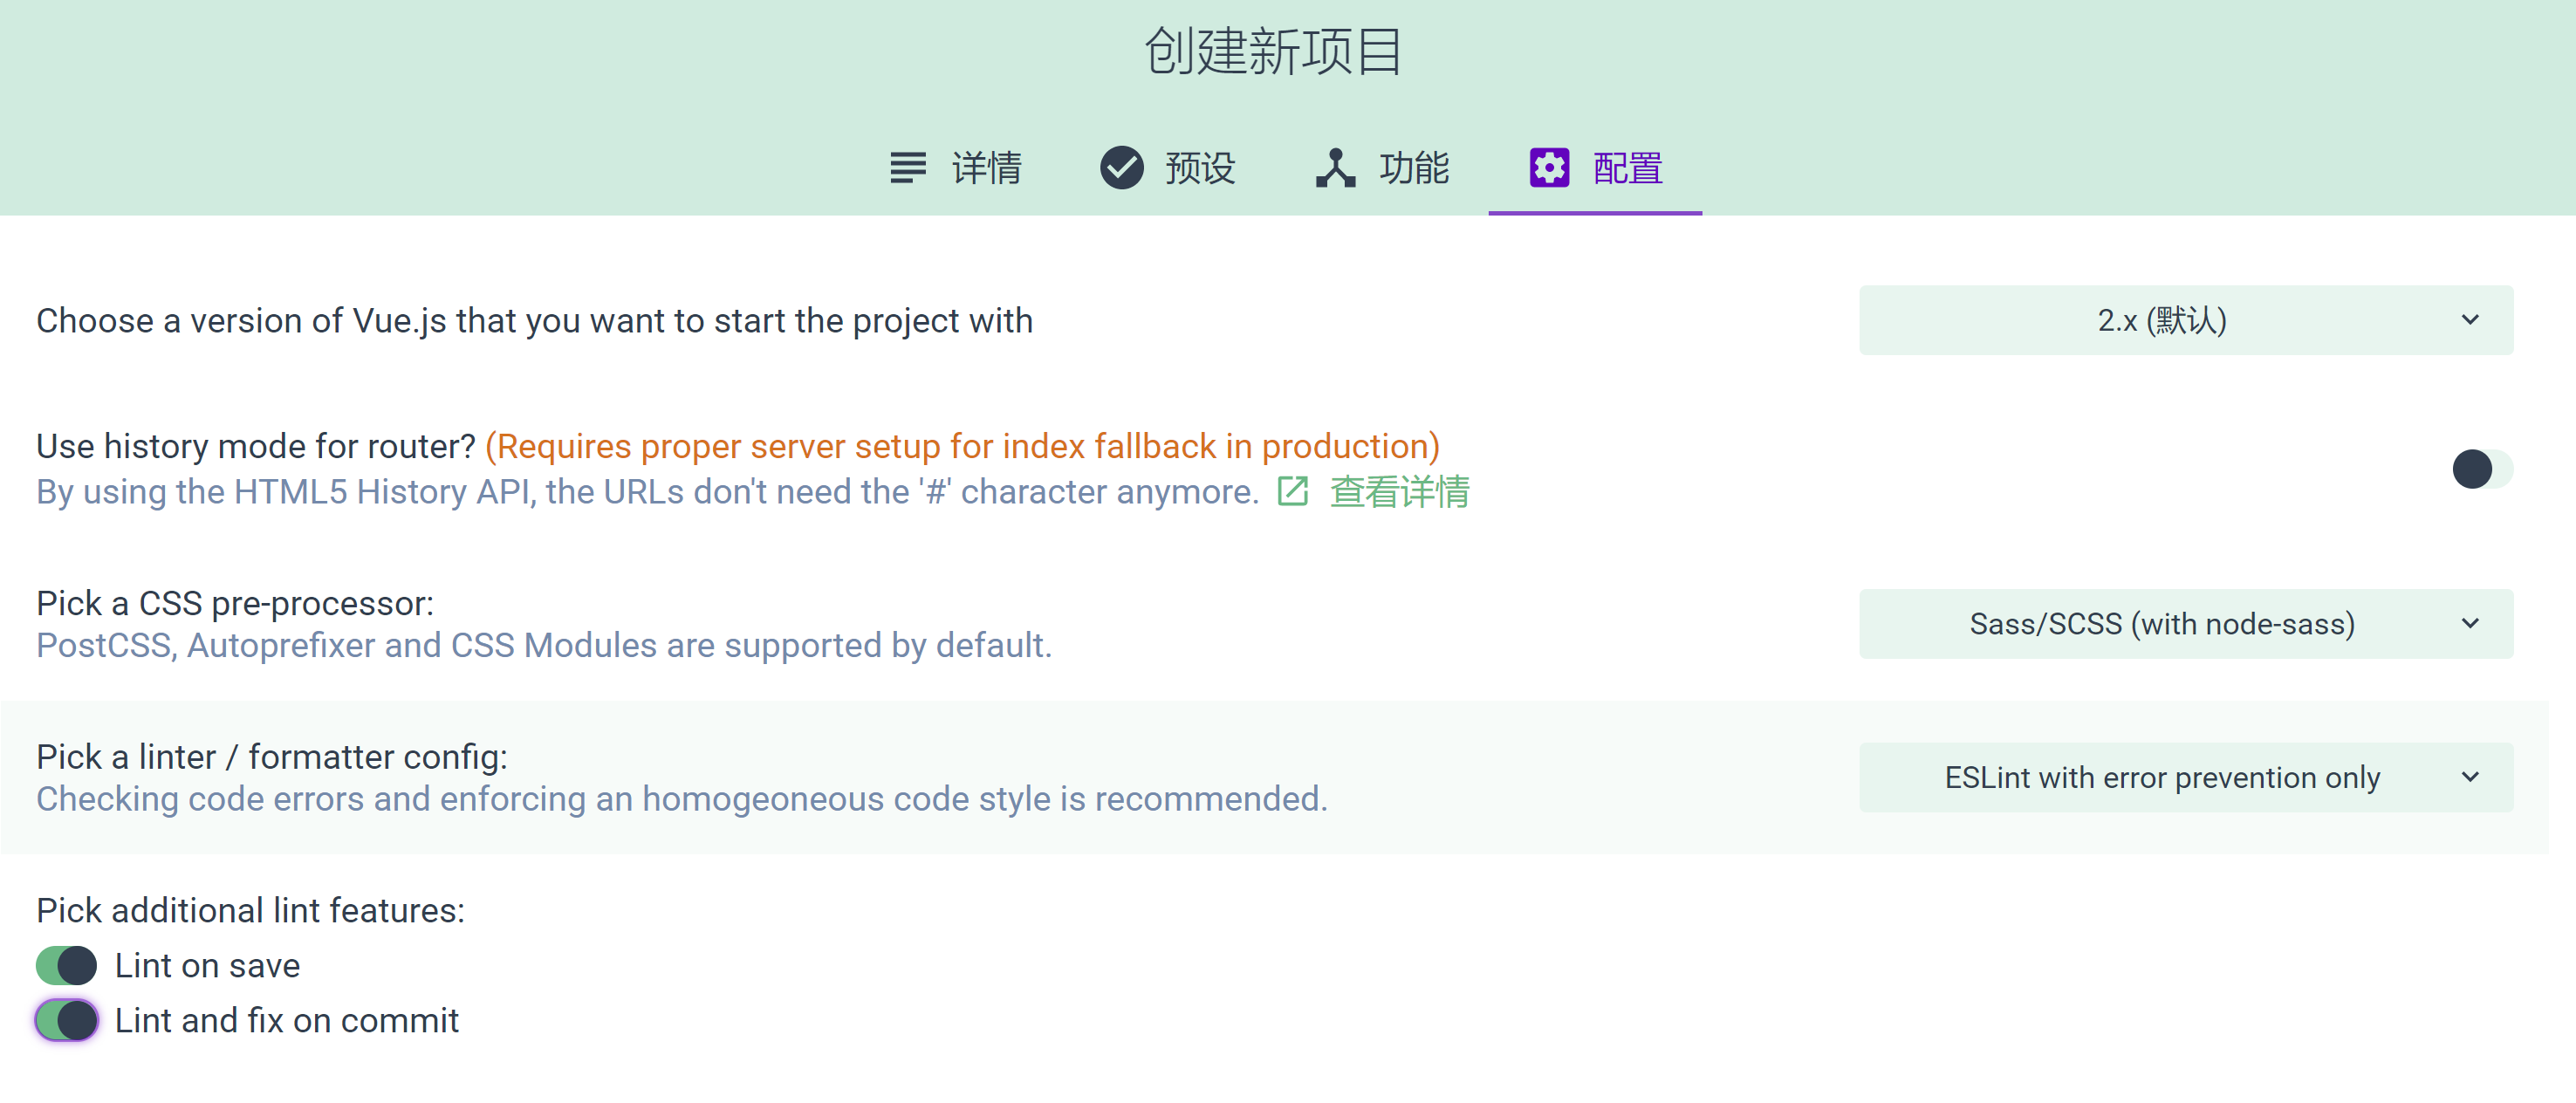 创建新项目
详情 预设 功能 配置
Choose a version of Vue.js that you want to start the project with
2.x (默认)
Use history mode for router? (Requires proper server setup for index fallback in production)
By using the HTML5 History API, the URLs don't need the '#' character anymore. 查看详情
Pick a CSS pre-processor:
PostCSS, Autoprefixer and CSS Modules are supported by default.
Sass/SCSS (with node-sass)
Pick a linter / formatter config:
Checking code errors and enforcing an homogeoneous code style is recommended.
ESLint with error prevention only
Pick additional lint features:
Lint on save
Lint and fix on commit